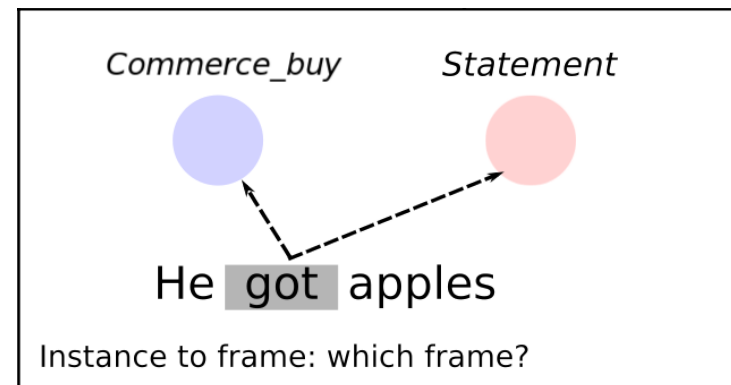 Commerce_buy Statement
He got apples
Instance to frame: which frame?